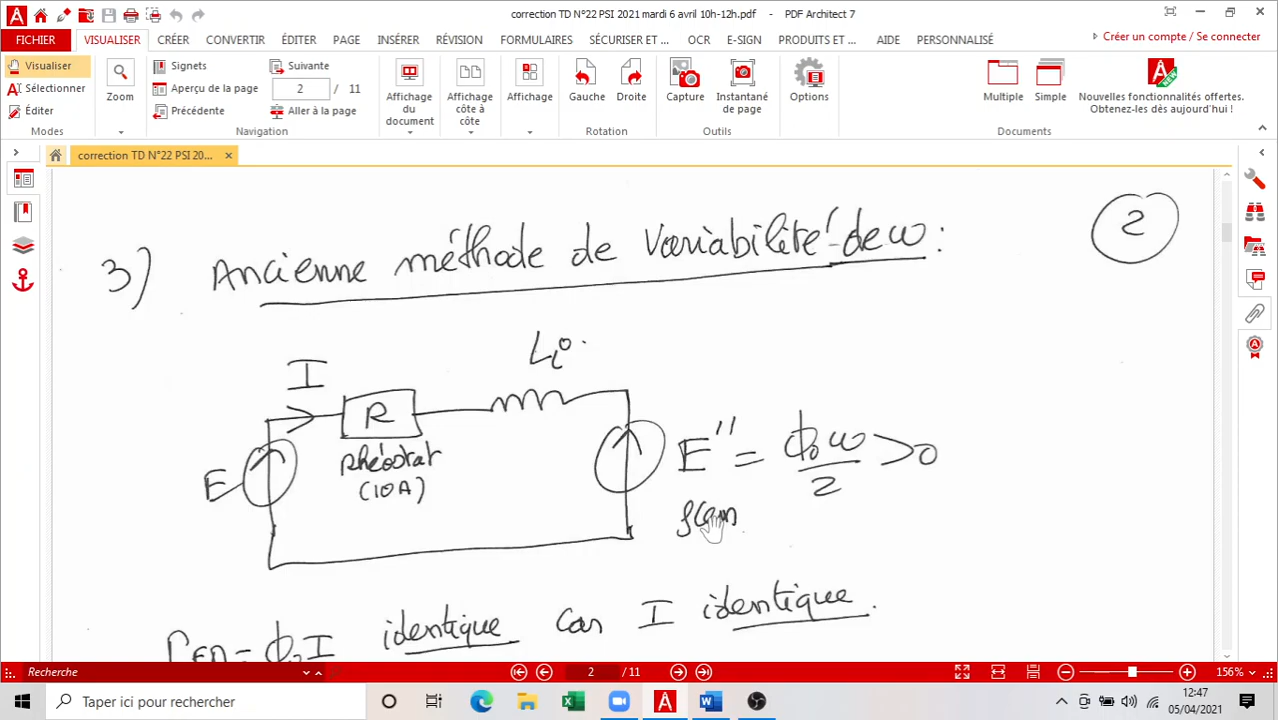 correction TD N°22 PSI 2021 mardi 6 avril 10h-12h.pdf - PDF Architect 7
FICHIER VISUALISER CRÉER CONVERTIR ÉDITER PAGE INSÉRER RÉVISION FORMULAIRES SÉCURISER ET ... OCR E-SIGN PRODUITS ET ... AIDE PERSONNALISÉ Créer un compte / Se connecter
Visualiser
Sélectionner
Éditer
Modes
Zoom
Signets
Aperçu de la page
Précédente
Suivante
2 / 11
Aller à la page
Navigation
Affichage du document
Affichage côte à côte
Affichage
Gauche
Droite
Rotation
Capture
Instantané de page
Outils
Options
Multiple
Simple
Documents
Nouvelles fonctionnalités offertes.
Obtenez-les dès aujourd'hui !
correction TD N°22 PSI 20...
2
3) Ancienne méthode de variabilité de ω :
I
Li°
R
Rhéostat
(10A)
E
E'' = ϕ₀ω/2 >0
fcem
ΓEM = ϕ₀I identique car I identique.
Recherche
2 / 11
156%
Taper ici pour rechercher
12:47
05/04/2021